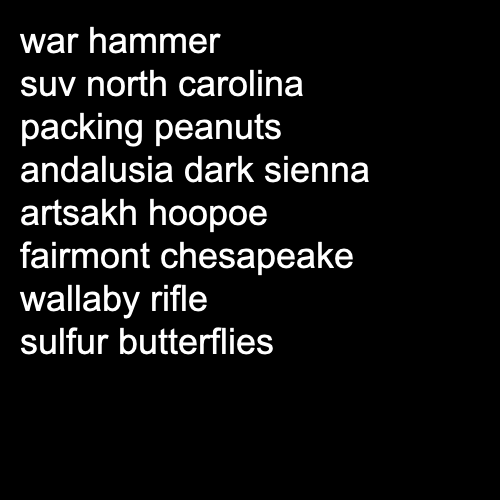 war hammer
suv north carolina
packing peanuts
andalusia dark sienna
artsakh hoopoe
fairmont chesapeake
wallaby rifle
sulfur butterflies